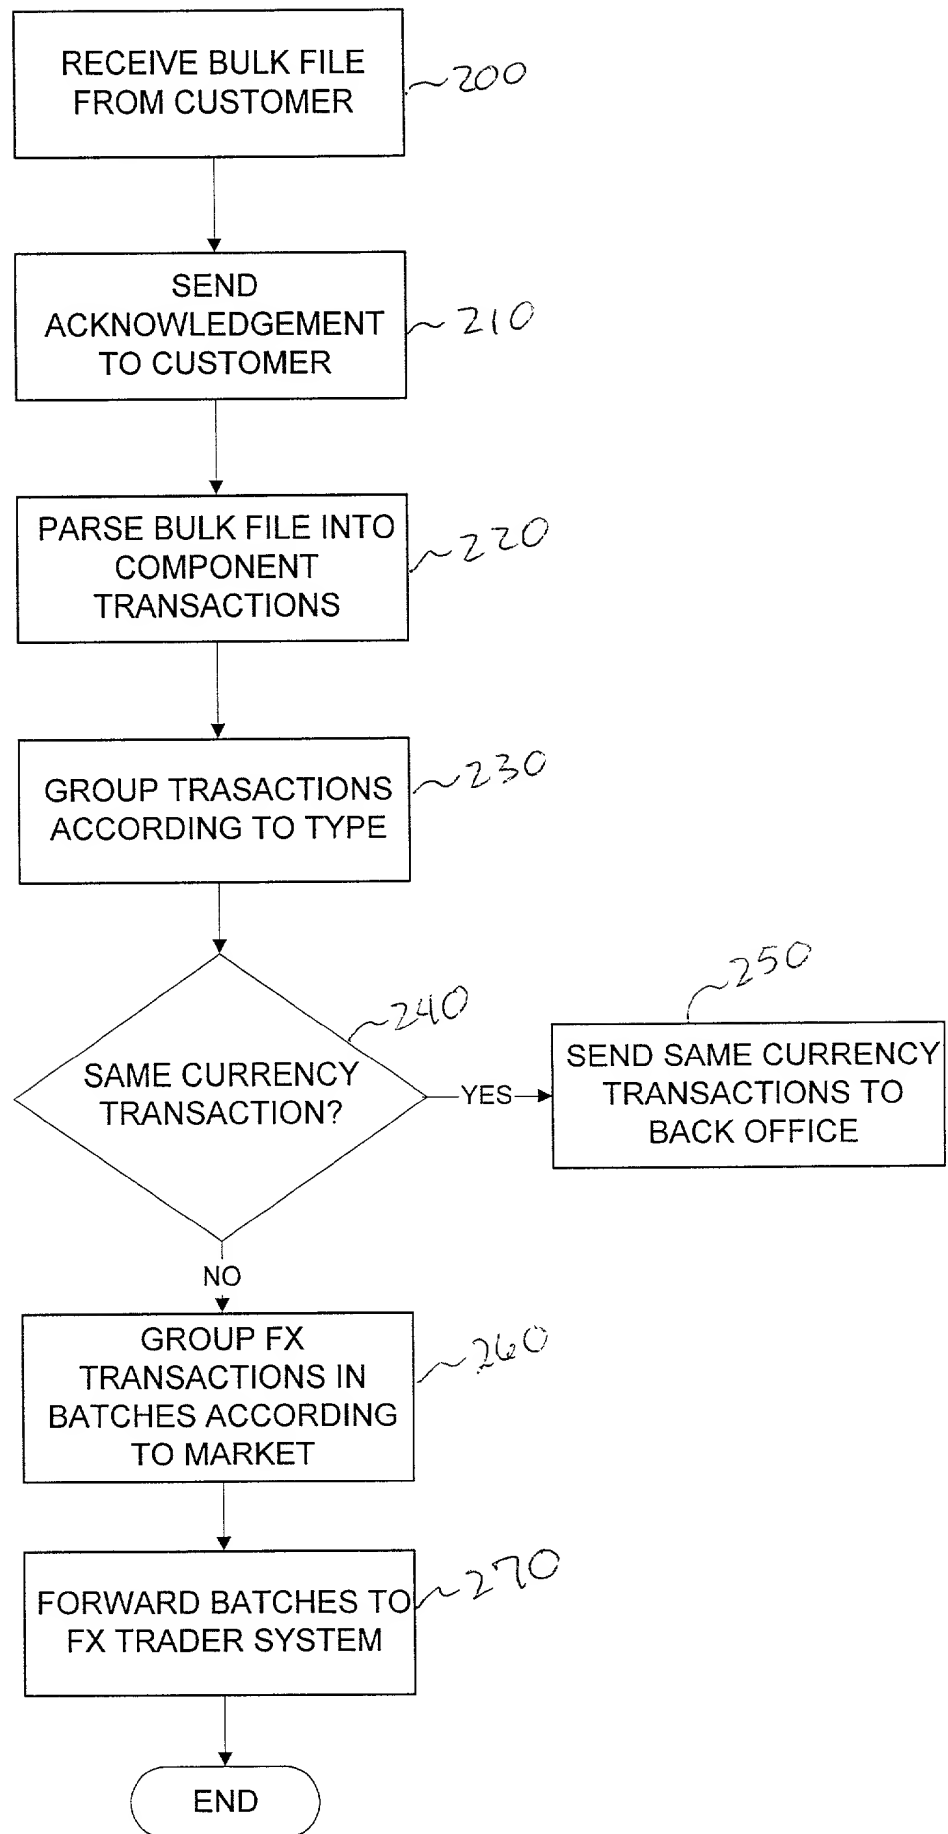 RECEIVE BULK FILE
FROM CUSTOMER
200
SEND
ACKNOWLEDGEMENT
TO CUSTOMER
210
PARSE BULK FILE INTO
COMPONENT
TRANSACTIONS
220
GROUP TRASACTIONS
ACCORDING TO TYPE
230
SAME CURRENCY
TRANSACTION?
240
YES
SEND SAME CURRENCY
TRANSACTIONS TO
BACK OFFICE
250
NO
GROUP FX
TRANSACTIONS IN
BATCHES ACCORDING
TO MARKET
260
FORWARD BATCHES TO
FX TRADER SYSTEM
270
END